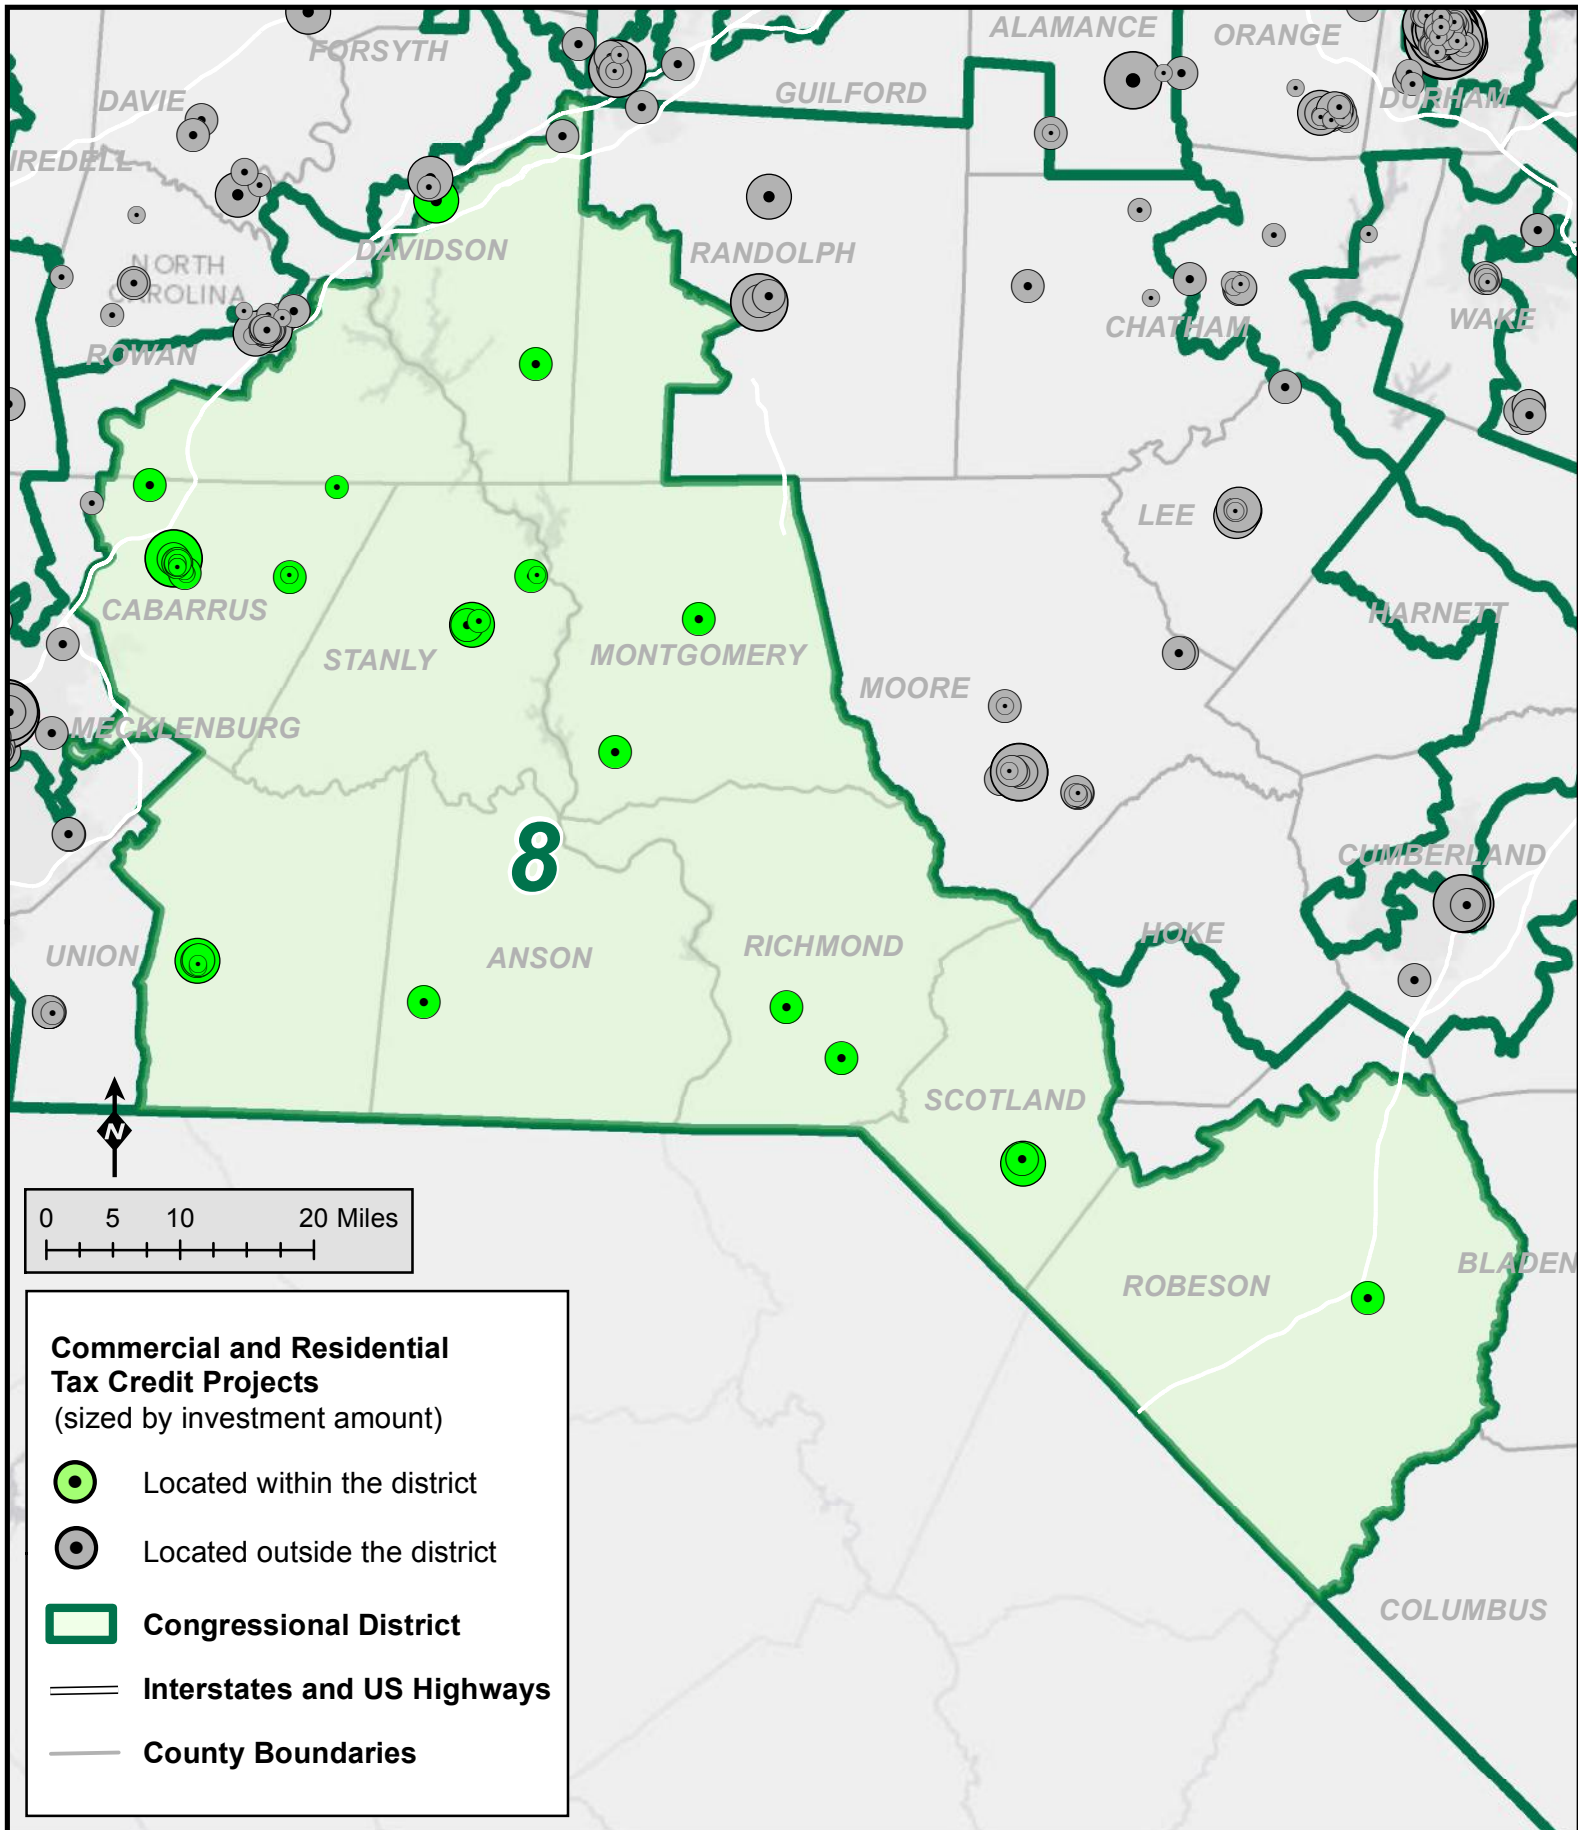 ALAMANCE
ORANGE
FORSYTH
DAVIE
GUILFORD
DURHAM
IREDELL
DAVIDSON
RANDOLPH
NORTH
CAROLINA
CHATHAM
WAKE
ROWAN
LEE
CABARRUS
HARNETT
STANLY
MONTGOMERY
MOORE
MECKLENBURG
8
CUMBERLAND
HOKE
UNION
ANSON
RICHMOND
SCOTLAND
N
0 5 10 20 Miles
BLADEN
ROBESON
COLUMBUS
Commercial and Residential
Tax Credit Projects
(sized by investment amount)
Located within the district
Located outside the district
Congressional District
Interstates and US Highways
County Boundaries